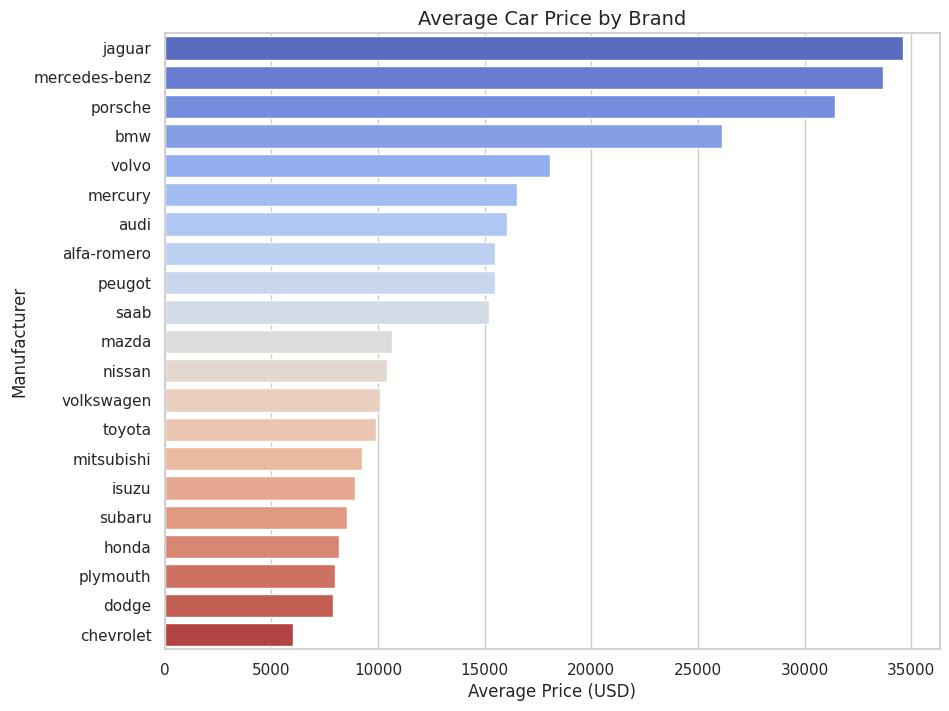 Average Car Price by Brand
Manufacturer
jaguar
mercedes-benz
porsche
bmw
volvo
mercury
audi
alfa-romero
peugot
saab
mazda
nissan
volkswagen
toyota
mitsubishi
isuzu
subaru
honda
plymouth
dodge
chevrolet
0 5000 10000 15000 20000 25000 30000 35000
Average Price (USD)